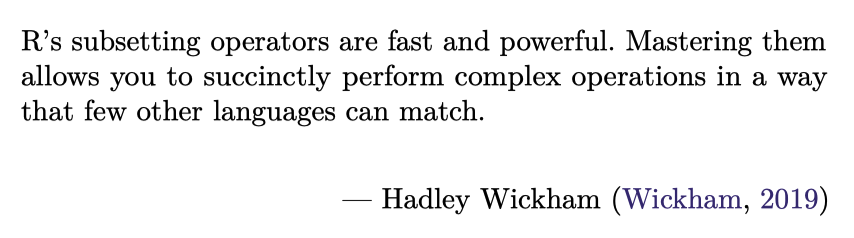 R’s subsetting operators are fast and powerful. Mastering them
allows you to succinctly perform complex operations in a way
that few other languages can match.
— Hadley Wickham (Wickham, 2019)